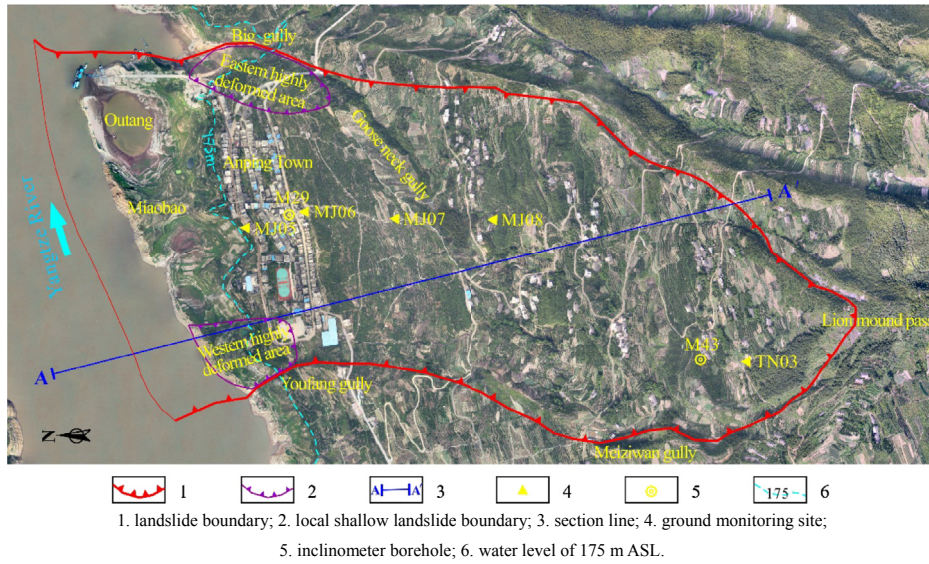 Big gully
Eastern highly
deformed area
Outang
175m
Anping Town
Goose neck gully
M29
MJ06
MJ07
MJ08
MJ05
Miaobao
Yangtze River
A'
Lion mound pass
Western highly
deformed area
M43
TN03
A
Youfang gully
N
Meiziwan gully
1
2
A A' 3
4
5
175 6
1. landslide boundary; 2. local shallow landslide boundary; 3. section line; 4. ground monitoring site;
5. inclinometer borehole; 6. water level of 175 m ASL.